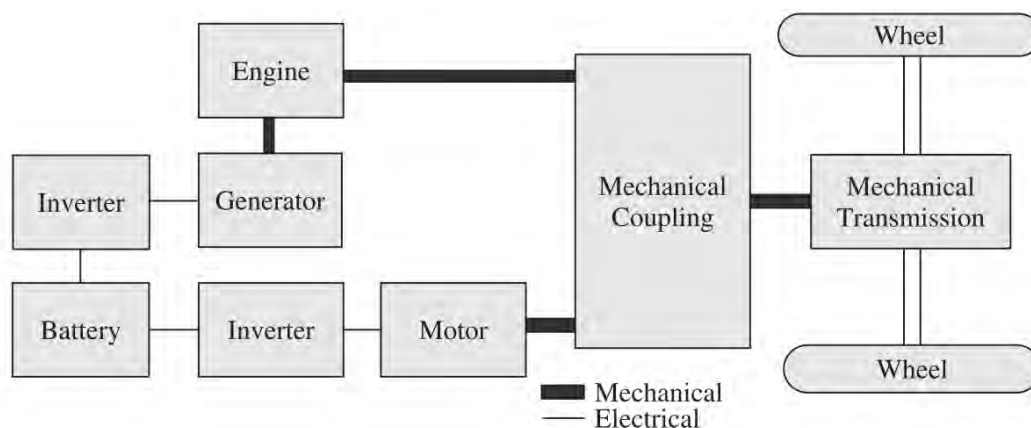 Wheel
Engine
Inverter
Generator
Mechanical
Coupling
Mechanical
Transmission
Battery
Inverter
Motor
Wheel
Mechanical
Electrical